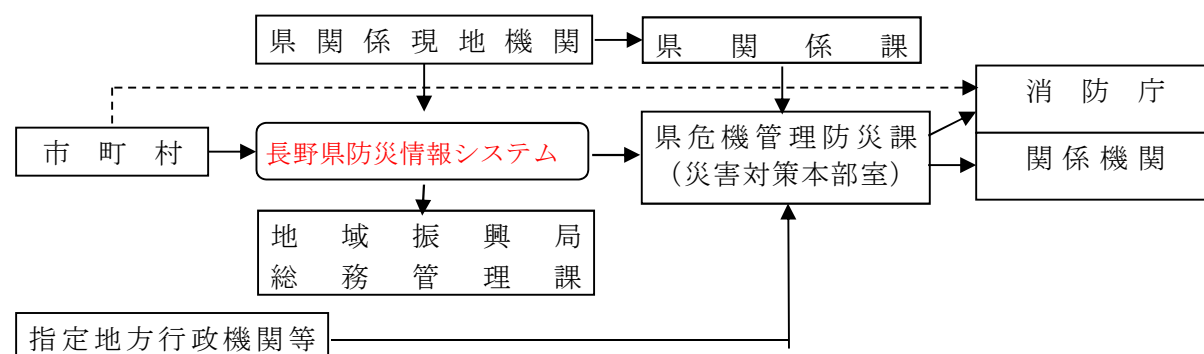 県関係現地機関
県関係課
消防庁
市町村
長野県防災情報システム
県危機管理防災課
（災害対策本部室）
関係機関
地域振興局
総務管理課
指定地方行政機関等